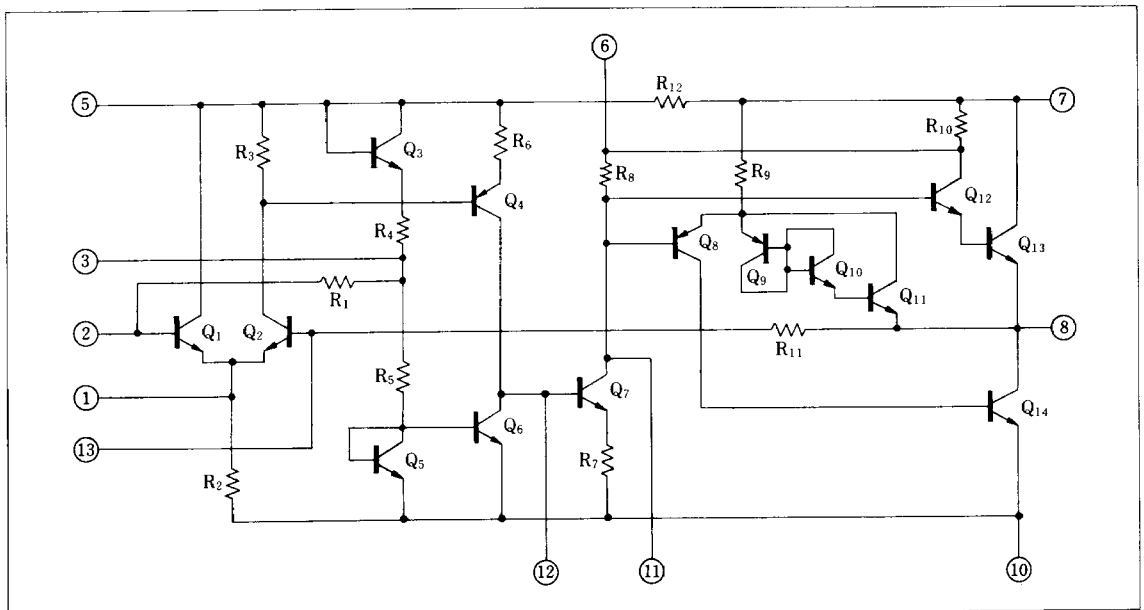 ⑥
R₁₂
⑤ ⑦
R₃ Q₃ R₆ R₁₀
R₈ R₉
Q₄ Q₁₂
R₄ Q₈ Q₁₃
③ Q₉ Q₁₀
R₁ Q₁₁
② Q₁ Q₂ R₁₁ ⑧
R₅ Q₇
① Q₁₄
Q₆
⑬ Q₅ R₇
R₂
⑫ ⑪ ⑩